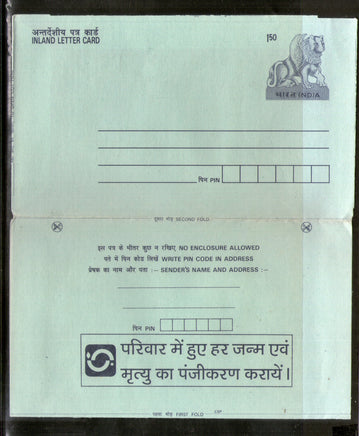 अन्तर्देशीय पत्र कार्ड
INLAND LETTER CARD
150
भारत INDIA
पिन PIN
दूसरा मोड़ SECOND FOLD
इस पत्र के भीतर कुछ न रखिए NO ENCLOSURE ALLOWED
पते में पिन कोड लिखें WRITE PIN CODE IN ADDRESS
प्रेषक का नाम और पता :- SENDER'S NAME AND ADDRESS :-
पिन PIN
परिवार में हुए हर जन्म एवं
मृत्यु का पंजीकरण करायें।
पहला मोड़ FIRST FOLD